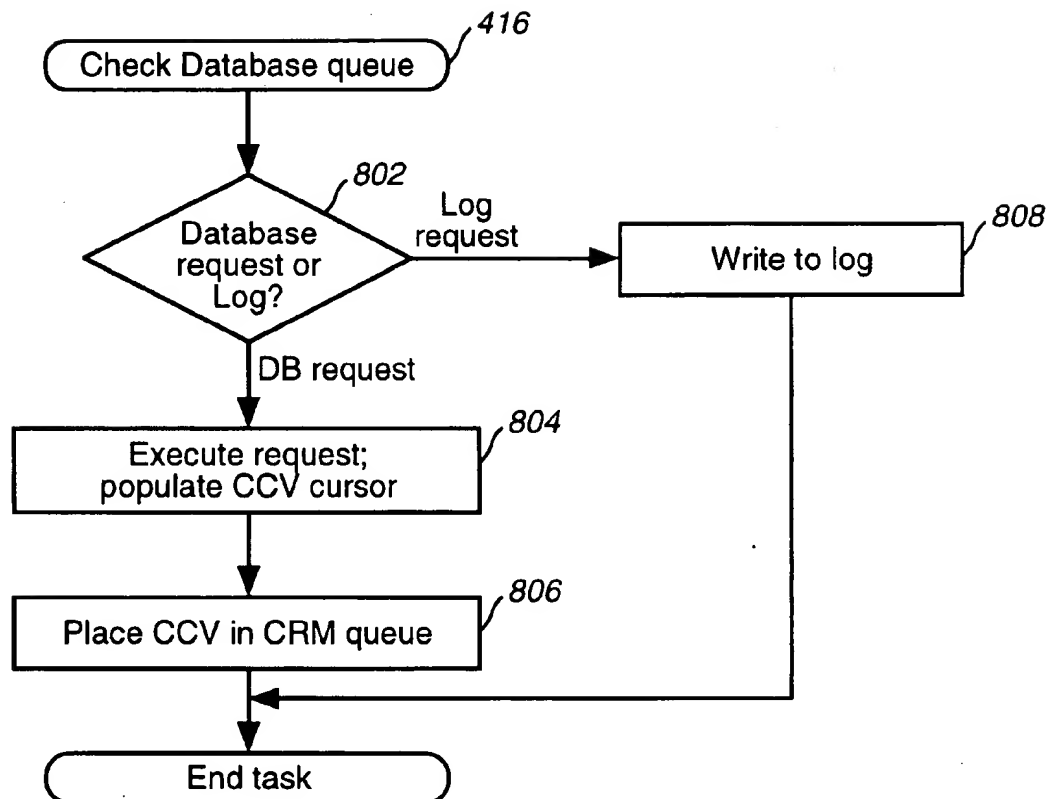 416
Check Database queue
802
Database
request or
Log?
Log
request
808
Write to log
DB request
804
Execute request;
populate CCV cursor
806
Place CCV in CRM queue
End task